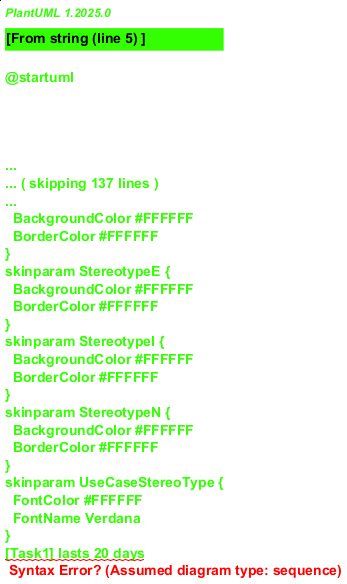 PlantUML 1.2025.0
[From string (line 5) ]
@startuml
...
... ( skipping 137 lines )
...
BackgroundColor #FFFFFF
BorderColor #FFFFFF
}
skinparam StereotypeE {
BackgroundColor #FFFFFF
BorderColor #FFFFFF
}
skinparam StereotypeI {
BackgroundColor #FFFFFF
BorderColor #FFFFFF
}
skinparam StereotypeN {
BackgroundColor #FFFFFF
BorderColor #FFFFFF
}
skinparam UseCaseStereoType {
FontColor #FFFFFF
FontName Verdana
}
[Task1] lasts 20 days
Syntax Error? (Assumed diagram type: sequence)